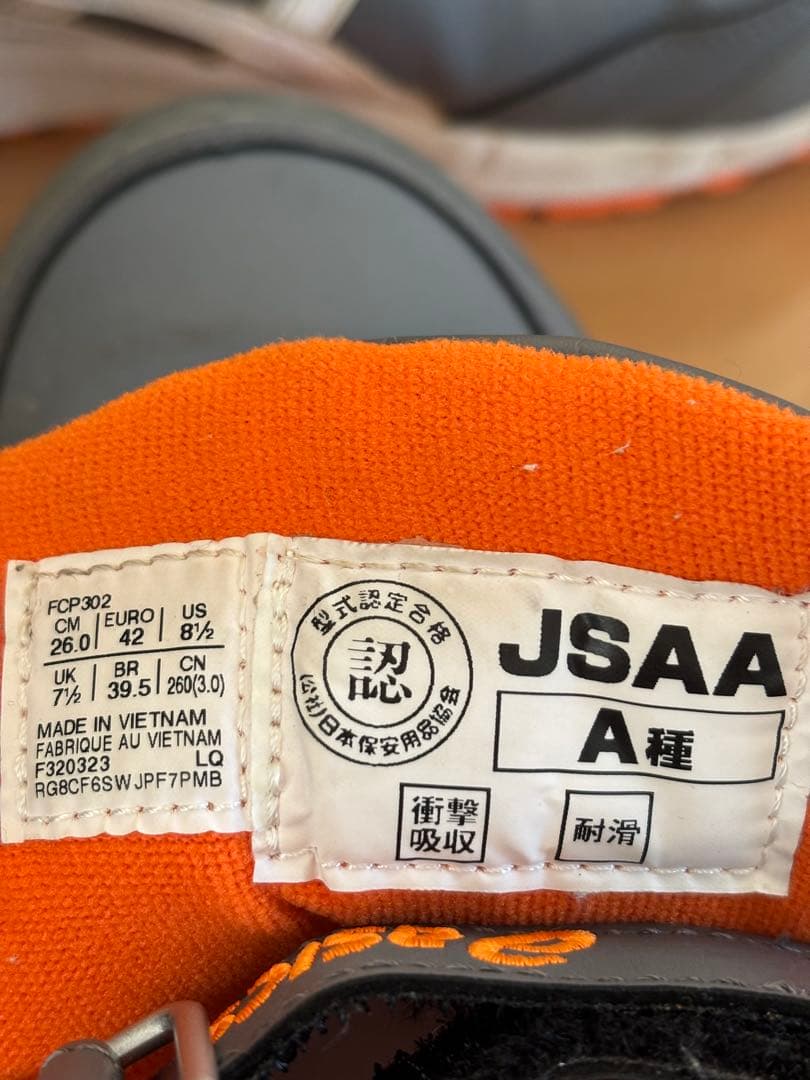 FCP302
CM EURO US
26.0 42 8½
UK BR CN
7½ 39.5 260(3.0)
MADE IN VIETNAM
FABRIQUE AU VIETNAM
F320323 LQ
RG8CF6SWJPF7PMB
型式認定合格
認
(公社)日本保安用品協会
JSAA
A種
衝撃
吸収
耐滑